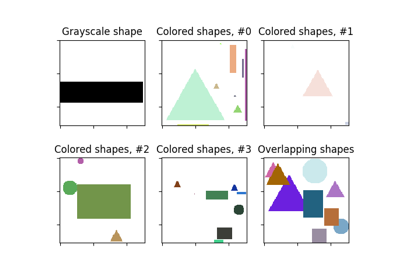 Grayscale shape
Colored shapes, #0
Colored shapes, #1
Colored shapes, #2
Colored shapes, #3
Overlapping shapes